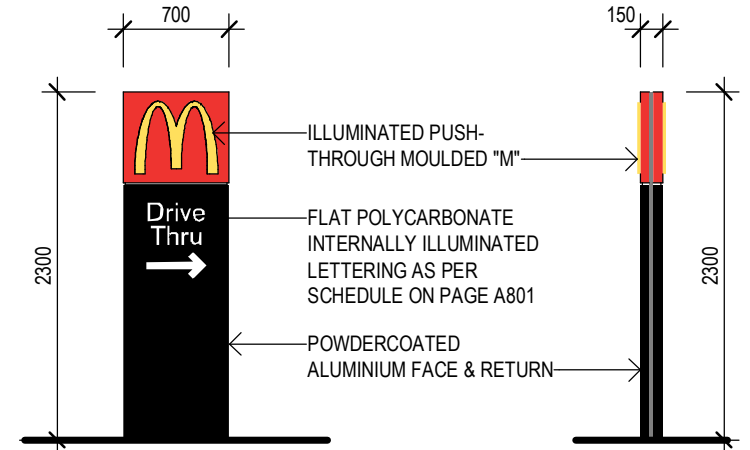 700
150
ILLUMINATED PUSH-
THROUGH MOULDED "M"
Drive
Thru
FLAT POLYCARBONATE
INTERNALLY ILLUMINATED
LETTERING AS PER
SCHEDULE ON PAGE A801
2300
2300
POWDERCOATED
ALUMINIUM FACE & RETURN